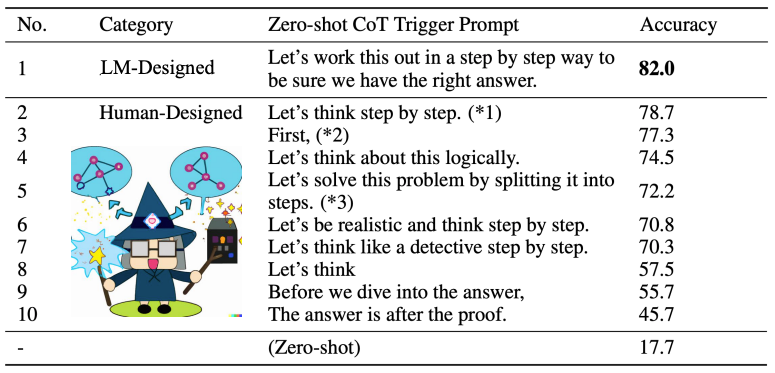 No. Category Zero-shot CoT Trigger Prompt Accuracy
1 LM-Designed Let's work this out in a step by step way to be sure we have the right answer. 82.0
2 Human-Designed Let's think step by step. (*1) 78.7
3 First, (*2) 77.3
4 Let's think about this logically. 74.5
5 Let's solve this problem by splitting it into steps. (*3) 72.2
6 Let's be realistic and think step by step. 70.8
7 Let's think like a detective step by step. 70.3
8 Let's think 57.5
9 Before we dive into the answer, 55.7
10 The answer is after the proof. 45.7
- (Zero-shot) 17.7